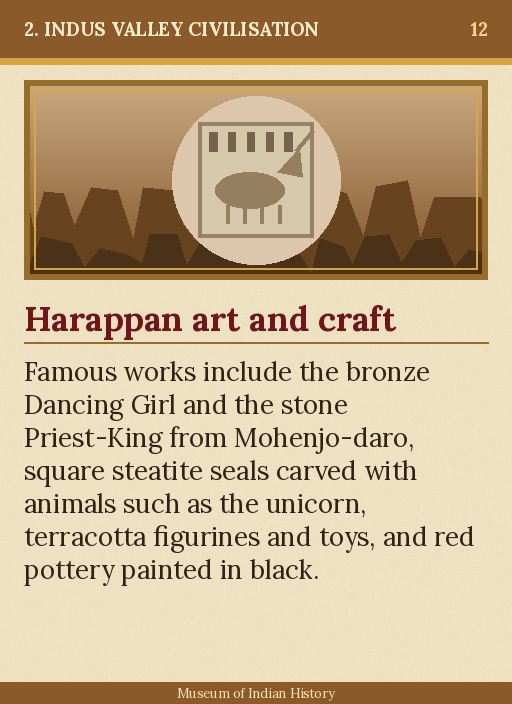 2. INDUS VALLEY CIVILISATION
12
Harappan art and craft
Famous works include the bronze
Dancing Girl and the stone
Priest-King from Mohenjo-daro,
square steatite seals carved with
animals such as the unicorn,
terracotta figurines and toys, and red
pottery painted in black.
Museum of Indian History